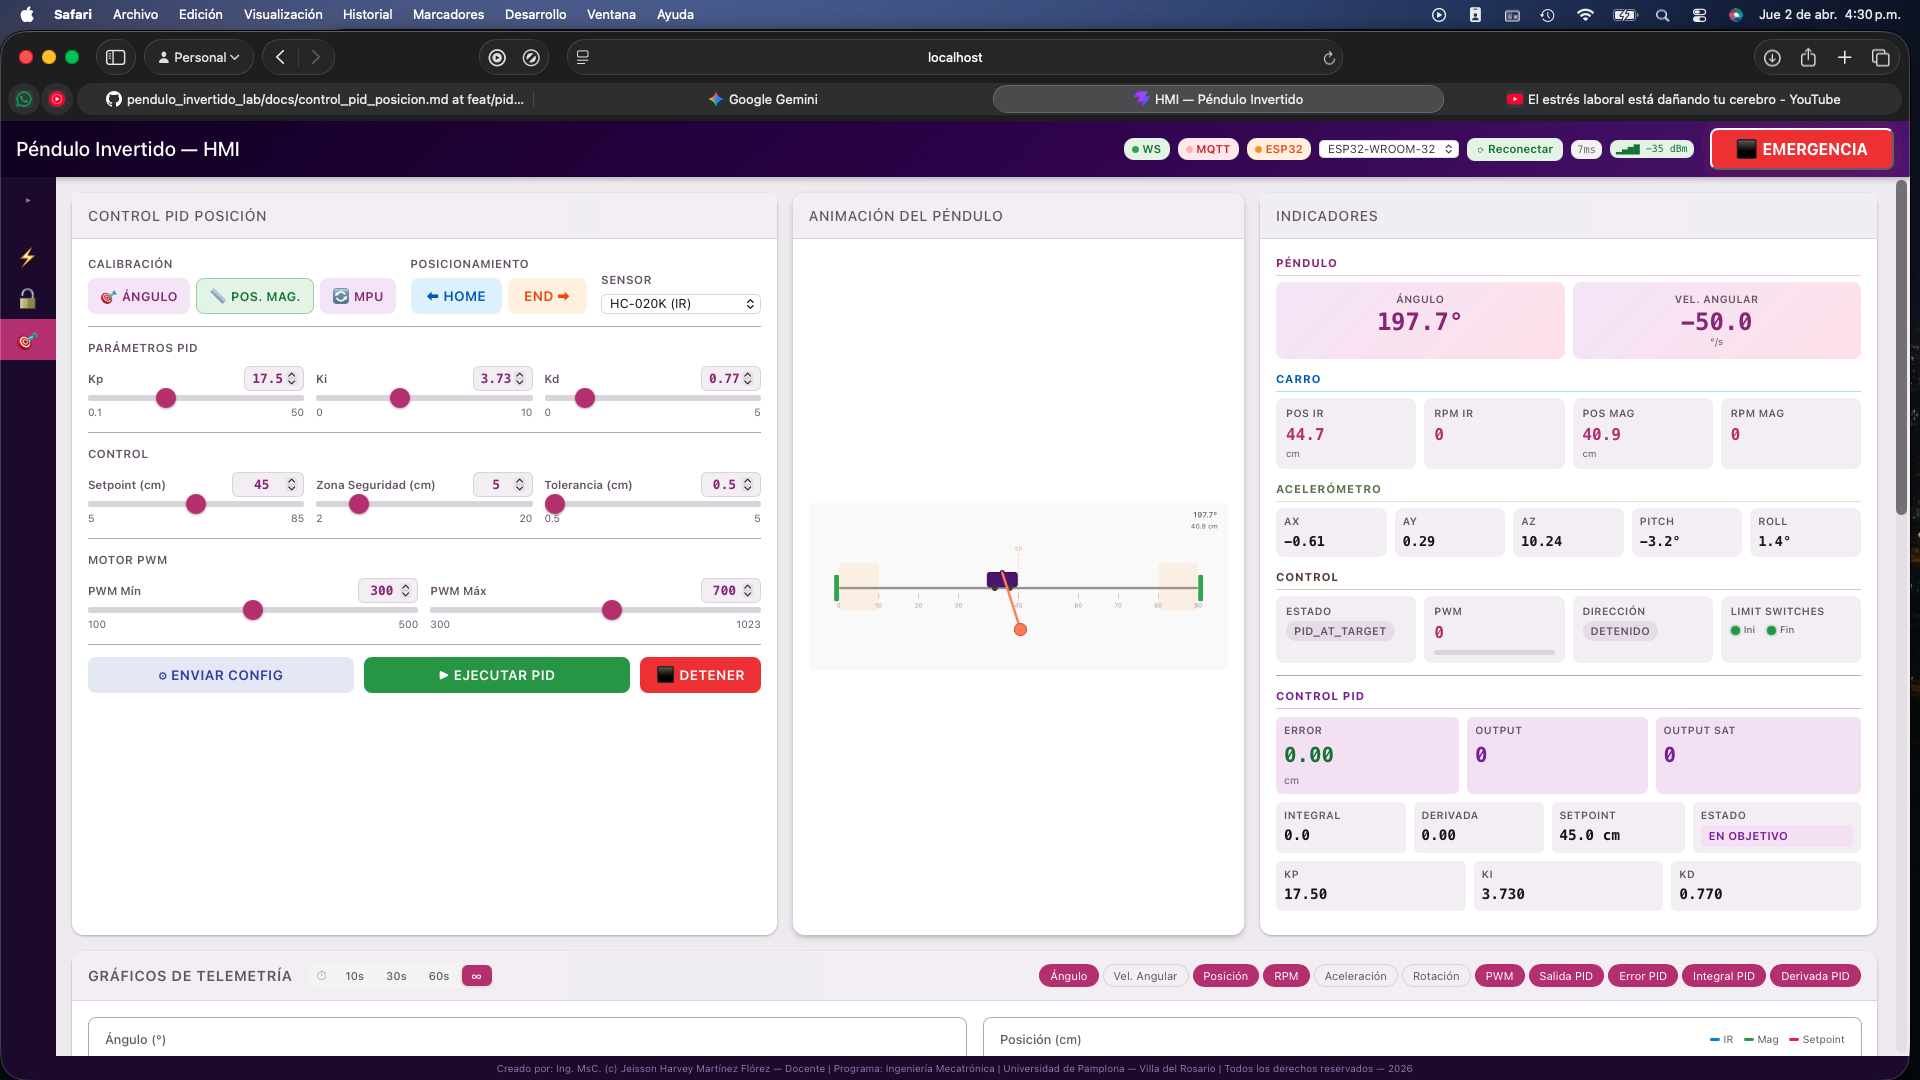 Safari Archivo Edición Visualización Historial Marcadores Desarrollo Ventana Ayuda Jue 2 de abr. 4:30 p.m.
Personal localhost
pendulo_invertido_lab/docs/control_pid_posicion.md at feat/pid... Google Gemini HMI — Péndulo Invertido El estrés laboral está dañando tu cerebro - YouTube
Péndulo Invertido — HMI WS MQTT ESP32 ESP32-WROOM-32 Reconectar 7ms −35 dBm EMERGENCIA
CONTROL PID POSICIÓN
CALIBRACIÓN POSICIONAMIENTO
SENSOR
ÁNGULO POS. MAG. MPU HOME END HC-020K (IR)
PARÁMETROS PID
Kp 17.5 Ki 3.73 Kd 0.77
0.1 50 0 10 0 5
CONTROL
Setpoint (cm) 45 Zona Seguridad (cm) 5 Tolerancia (cm) 0.5
5 85 2 20 0.5 5
MOTOR PWM
PWM Mín 300 PWM Máx 700
100 500 300 1023
ENVIAR CONFIG EJECUTAR PID DETENER
ANIMACIÓN DEL PÉNDULO
197.7°
40.9 cm
SP
0 10 20 30 45 60 70 80 90
INDICADORES
PÉNDULO
ÁNGULO VEL. ANGULAR
197.7° −50.0
°/s
CARRO
POS IR RPM IR POS MAG RPM MAG
44.7 0 40.9 0
cm cm
ACELERÓMETRO
AX AY AZ PITCH ROLL
−0.61 0.29 10.24 −3.2° 1.4°
CONTROL
ESTADO PWM DIRECCIÓN LIMIT SWITCHES
PID_AT_TARGET 0 DETENIDO Ini Fin
CONTROL PID
ERROR OUTPUT OUTPUT SAT
0.00 0 0
cm
INTEGRAL DERIVADA SETPOINT ESTADO
0.0 0.00 45.0 cm EN OBJETIVO
KP KI KD
17.50 3.730 0.770
GRÁFICOS DE TELEMETRÍA 10s 30s 60s ∞ Ángulo Vel. Angular Posición RPM Aceleración Rotación PWM Salida PID Error PID Integral PID Derivada PID
Ángulo (°) Posición (cm) IR Mag Setpoint
Creado por: Ing. MsC. (c) Jeisson Harvey Martínez Flórez — Docente | Programa: Ingeniería Mecatrónica | Universidad de Pamplona — Villa del Rosario | Todos los derechos reservados — 2026